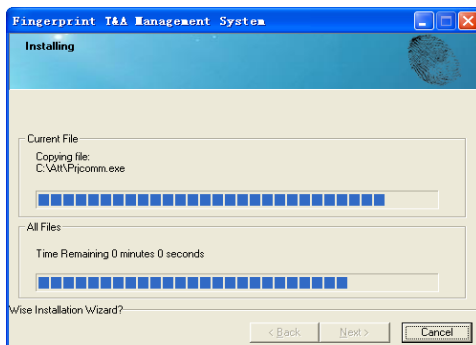 Fingerprint T&A Management System
Installing
Current File
Copying file:
C:\Att\Prjcomm.exe
All Files
Time Remaining 0 minutes 0 seconds
Wise Installation Wizard?
< Back
Next >
Cancel